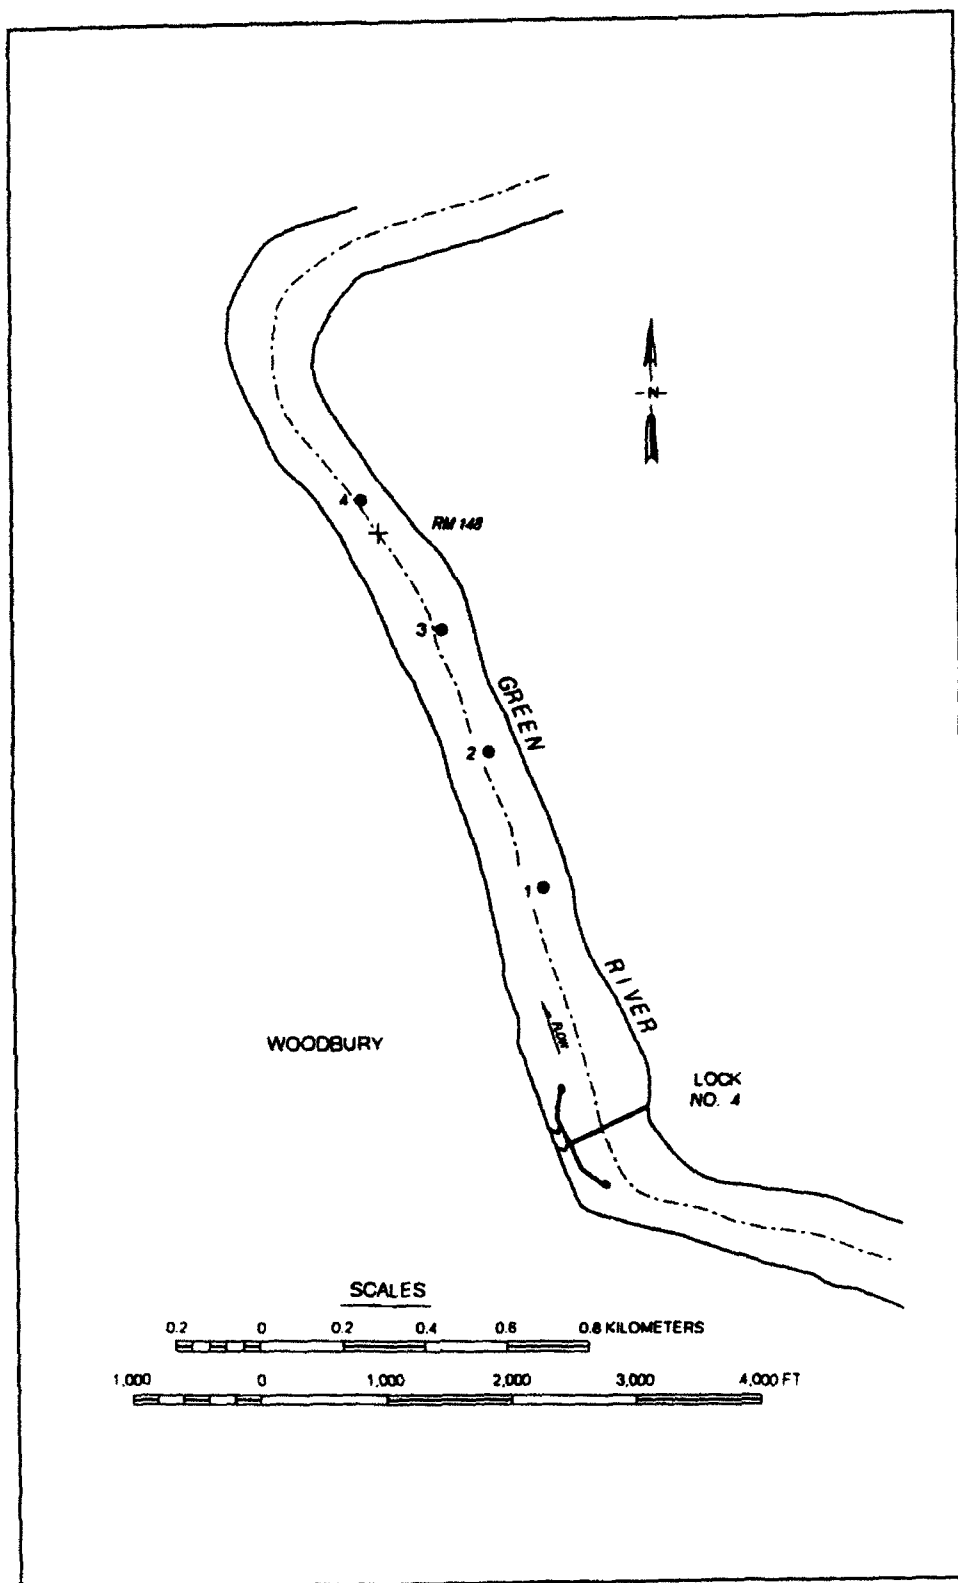 N
4
RM 148
3
GREEN
2
1
RIVER
FLOW
WOODBURY
LOCK
NO. 4
SCALES
0.2 0 0.2 0.4 0.6 0.8 KILOMETERS
1,000 0 1,000 2,000 3,000 4,000 FT